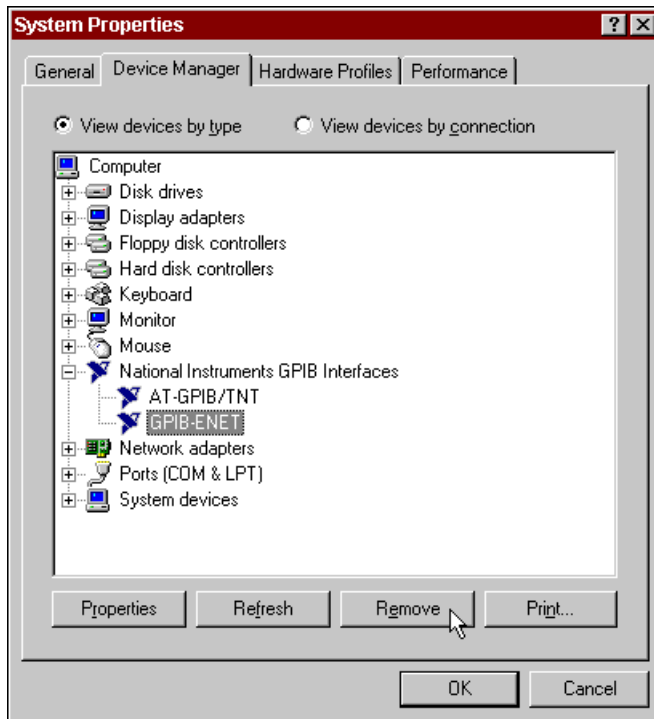 System Properties
General Device Manager Hardware Profiles Performance
View devices by type View devices by connection
Computer
Disk drives
Display adapters
Floppy disk controllers
Hard disk controllers
Keyboard
Monitor
Mouse
National Instruments GPIB Interfaces
AT-GPIB/TNT
GPIB-ENET
Network adapters
Ports (COM & LPT)
System devices
Properties Refresh Remove Print...
OK Cancel